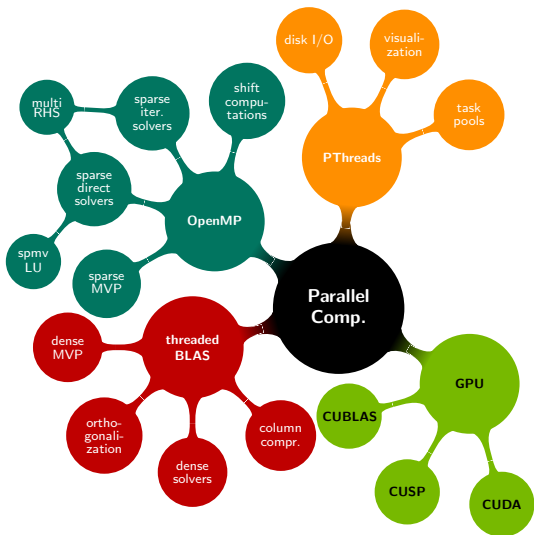 disk I/O
visuali-
zation
task
pools
PThreads
shift
compu-
tations
sparse
iter.
solvers
multi
RHS
sparse
direct
solvers
spmv
LU
sparse
MVP
OpenMP
Parallel
Comp.
threaded
BLAS
dense
MVP
ortho-
gonali-
zation
dense
solvers
column
compr.
GPU
CUBLAS
CUSP
CUDA